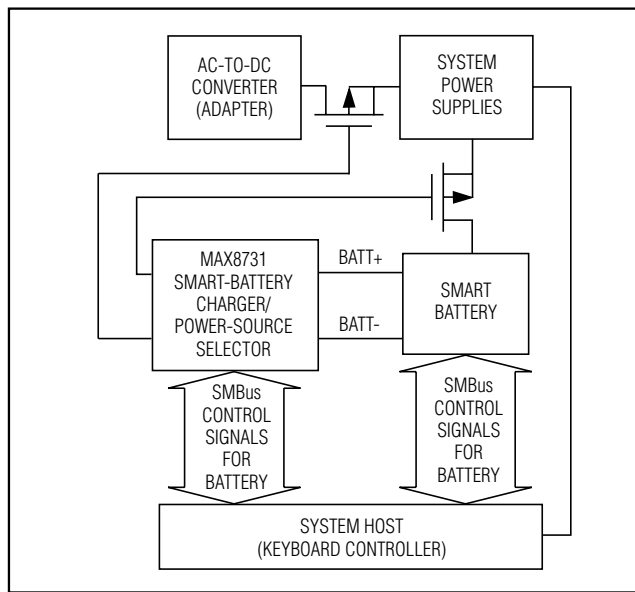 AC-TO-DC
CONVERTER
(ADAPTER)
SYSTEM
POWER
SUPPLIES
MAX8731
SMART-BATTERY
CHARGER/
POWER-SOURCE
SELECTOR
BATT+
BATT-
SMART
BATTERY
SMBus
CONTROL
SIGNALS
FOR
BATTERY
SMBus
CONTROL
SIGNALS
FOR
BATTERY
SYSTEM HOST
(KEYBOARD CONTROLLER)